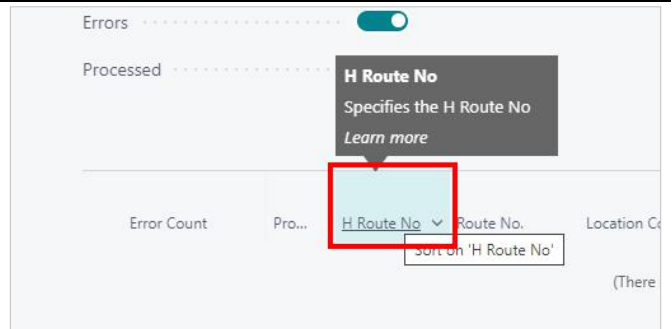 Errors
Processed
H Route No
Specifies the H Route No
Learn more
Error Count Pro... H Route No Route No. Location Co
Sort on 'H Route No'
(There